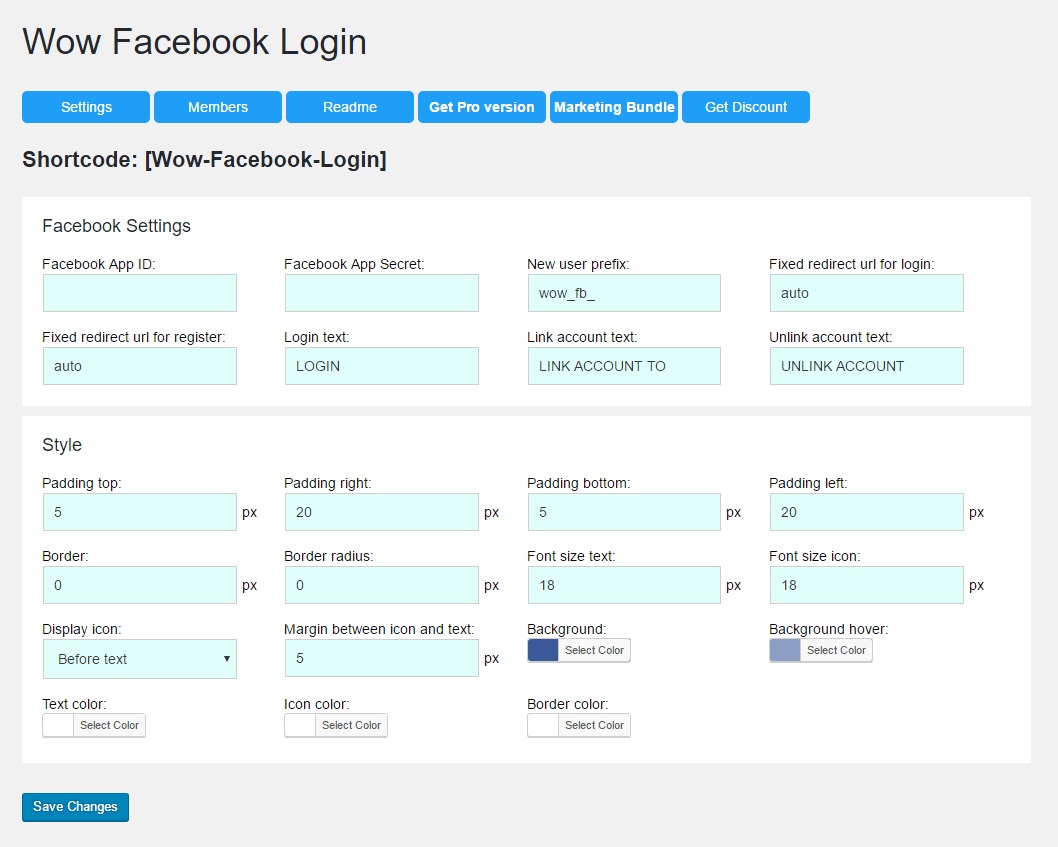 Wow Facebook Login
Settings Members Readme Get Pro version Marketing Bundle Get Discount
Shortcode: [Wow-Facebook-Login]
Facebook Settings
Facebook App ID: Facebook App Secret: New user prefix: Fixed redirect url for login:
wow_fb_ auto
Fixed redirect url for register: Login text: Link account text: Unlink account text:
auto LOGIN LINK ACCOUNT TO UNLINK ACCOUNT
Style
Padding top: Padding right: Padding bottom: Padding left:
5 px 20 px 5 px 20 px
Border: Border radius: Font size text: Font size icon:
0 px 0 px 18 px 18 px
Display icon: Margin between icon and text: Background: Background hover:
Before text 5 px Select Color Select Color
Text color: Icon color: Border color:
Select Color Select Color Select Color
Save Changes